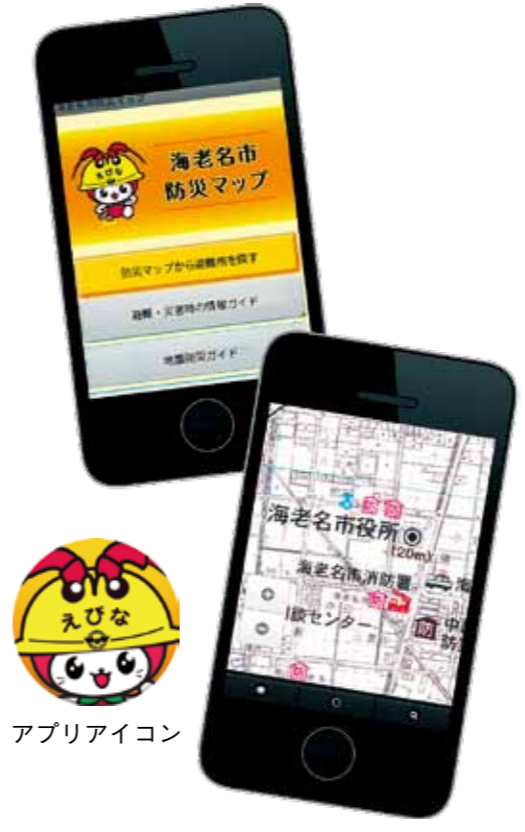 えびな
海老名市
防災マップ
防災マップから避難所を探す
避難・災害時の情報ガイド
地震防災ガイド
海老名市役所
(20m)
海老名市消防署
談センター
えびな
アプリアイコン